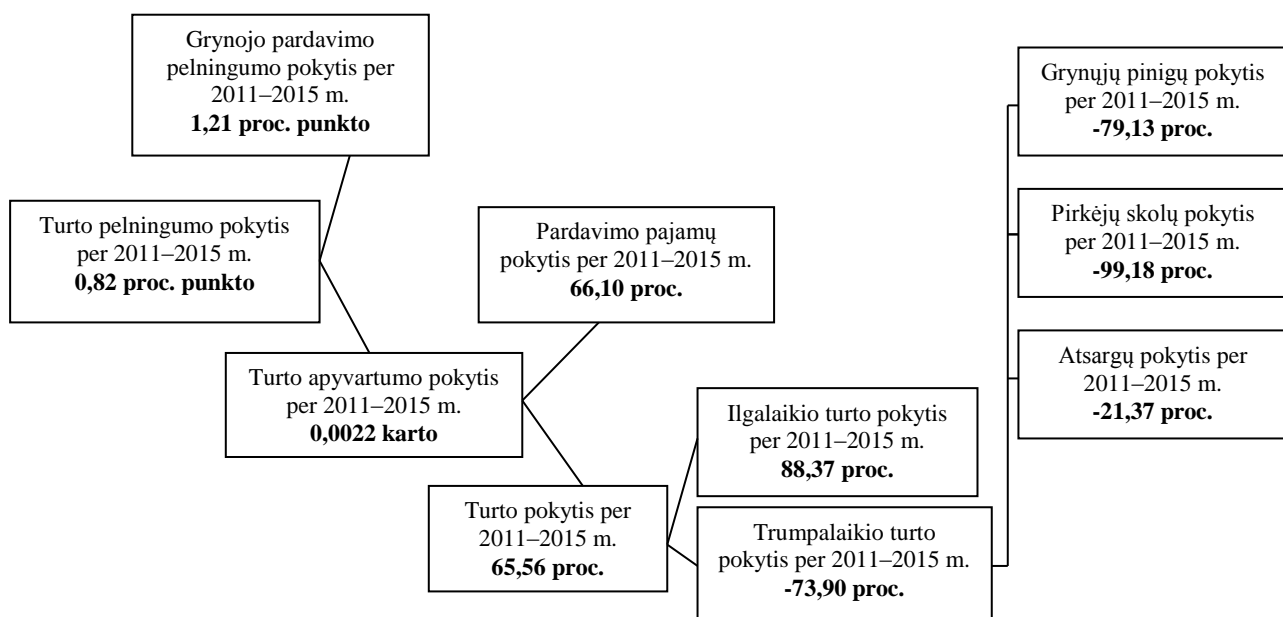 Grynojo pardavimo
pelningumo pokytis per
2011–2015 m.
1,21 proc. punkto
Turto pelningumo pokytis
per 2011–2015 m.
0,82 proc. punkto
Turto apyvartumo pokytis
per 2011–2015 m.
0,0022 karto
Pardavimo pajamų
pokytis per 2011–2015 m.
66,10 proc.
Turto pokytis per
2011–2015 m.
65,56 proc.
Ilgalaikio turto pokytis
per 2011–2015 m.
88,37 proc.
Trumpalaikio turto
pokytis per 2011–2015 m.
-73,90 proc.
Grynųjų pinigų pokytis
per 2011–2015 m.
-79,13 proc.
Pirkėjų skolų pokytis
per 2011–2015 m.
-99,18 proc.
Atsargų pokytis per
2011–2015 m.
-21,37 proc.